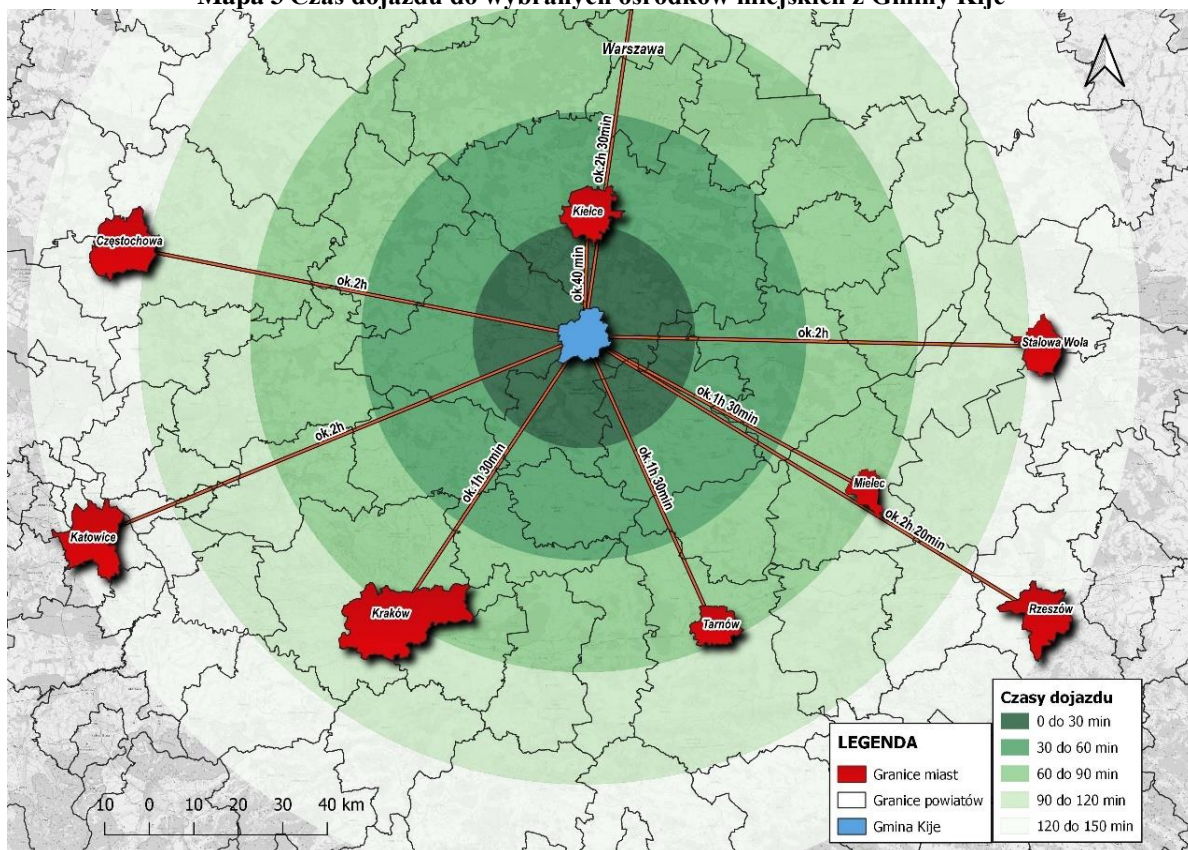 Mapa 3 Czas dojazdu do wybranych ośrodków miejskich z Gminy Kije
Warszawa
ok.2h 30min
Kielce
Częstochowa
ok.40 min
ok.2h
ok.2h
Stalowa Wola
ok.1h 30min
ok.2h
ok.1h 30min
ok.1h 30min
Mielec
ok.2h 20min
Katowice
Kraków
Tarnów
Rzeszów
Czasy dojazdu
0 do 30 min
30 do 60 min
60 do 90 min
90 do 120 min
120 do 150 min
LEGENDA
Granice miast
Granice powiatów
Gmina Kije
10 0 10 20 30 40 km